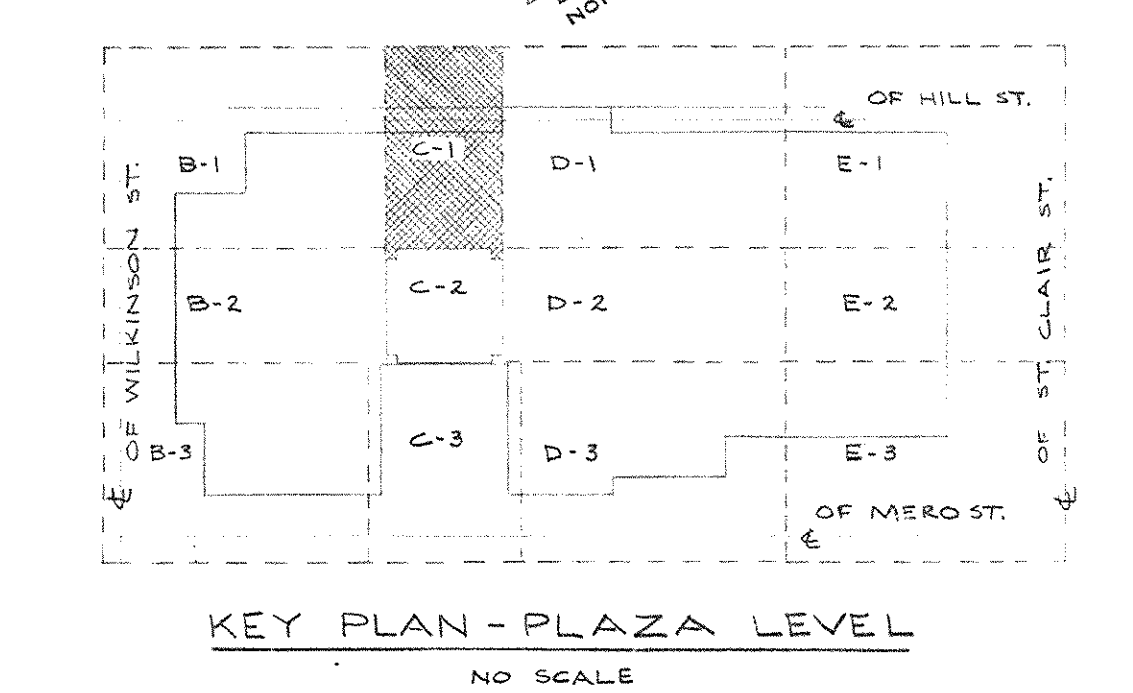 ℄ OF HILL ST.
B-1
C-1
D-1
E-1
℄ OF WILKINSON ST.
℄ OF ST. CLAIR ST.
B-2
C-2
D-2
E-2
B-3
C-3
D-3
E-3
℄ OF MERO ST.
KEY PLAN - PLAZA LEVEL
NO SCALE